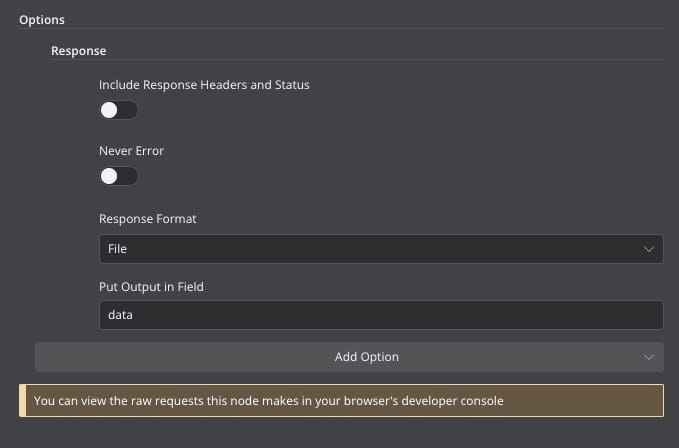 Options
Response
Include Response Headers and Status
Never Error
Response Format
File
Put Output in Field
data
Add Option
You can view the raw requests this node makes in your browser's developer console